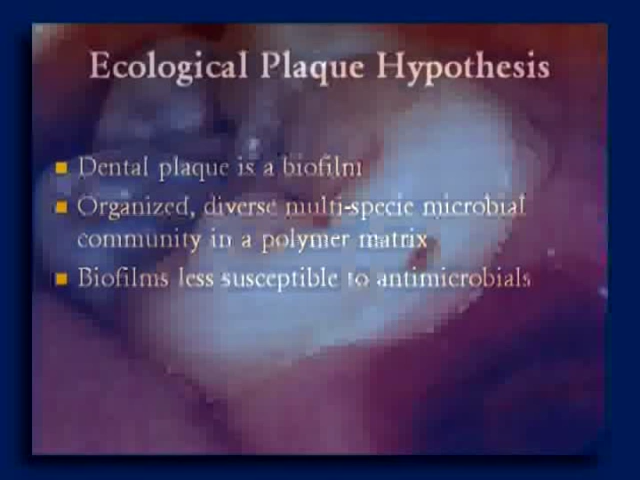 Ecological Plaque Hypothesis
Dental plaque is a biofilm
Organized, diverse multi-specie microbial
community in a polymer matrix
Biofilms less susceptible to antimicrobials